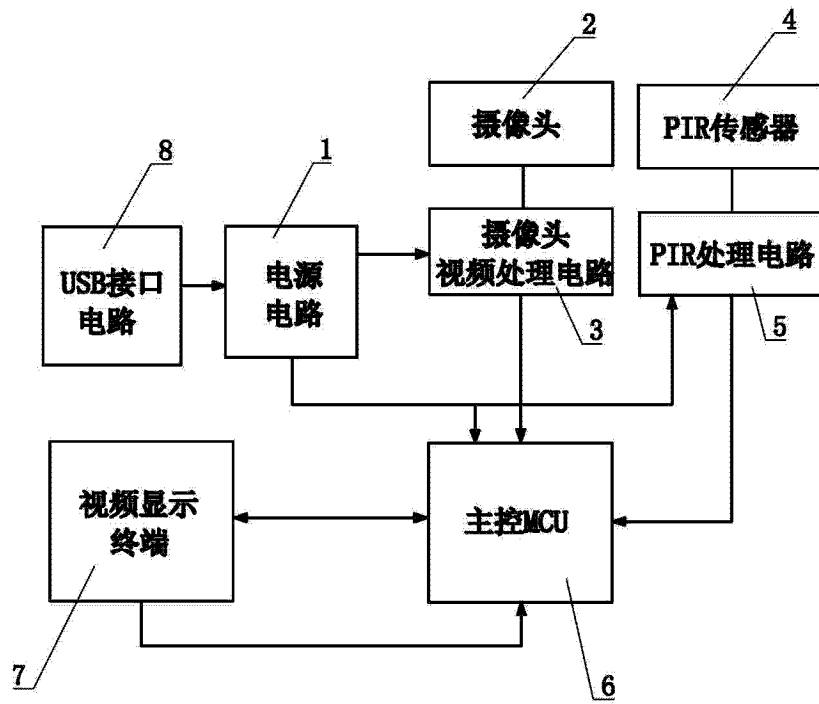 2
4
摄像头
PIR传感器
8
1
USB接口
电路
电源
电路
摄像头
视频处理电路
3
PIR处理电路
5
视频显示
终端
主控MCU
7
6